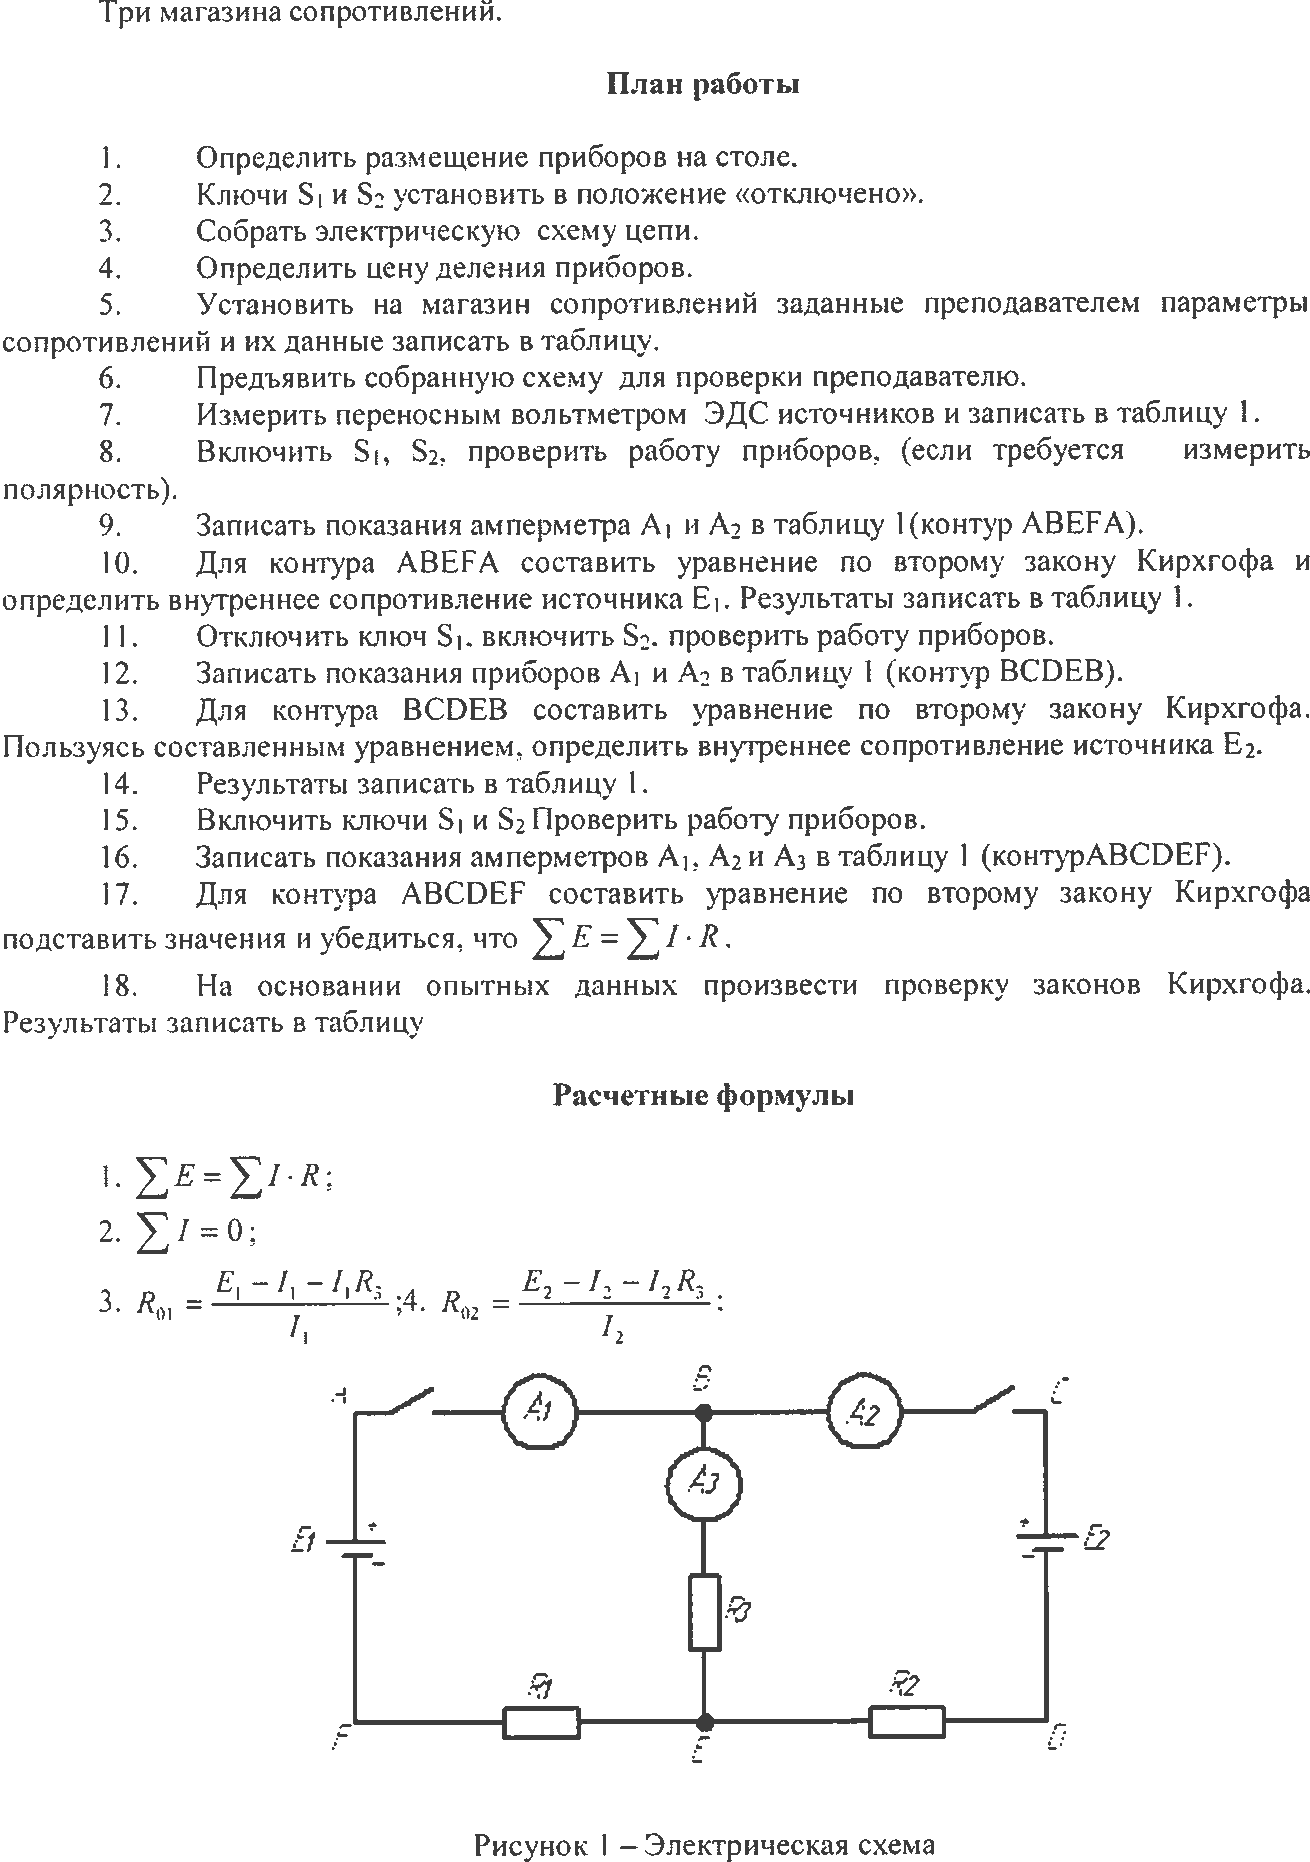 Три магазина сопротивлений.
План работы
1. Определить размещение приборов на столе.
2. Ключи S₁ и S₂ установить в положение «отключено».
3. Собрать электрическую схему цепи.
4. Определить цену деления приборов.
5. Установить на магазин сопротивлений заданные преподавателем параметры
сопротивлений и их данные записать в таблицу.
6. Предъявить собранную схему для проверки преподавателю.
7. Измерить переносным вольтметром ЭДС источников и записать в таблицу 1.
8. Включить S₁, S₂, проверить работу приборов, (если требуется измерить
полярность).
9. Записать показания амперметра А₁ и А₂ в таблицу 1(контур ABEFA).
10. Для контура ABEFA составить уравнение по второму закону Кирхгофа и
определить внутреннее сопротивление источника Е₁. Результаты записать в таблицу 1.
11. Отключить ключ S₁. включить S₂. проверить работу приборов.
12. Записать показания приборов А₁ и А₂ в таблицу 1 (контур BCDEB).
13. Для контура BCDEB составить уравнение по второму закону Кирхгофа.
Пользуясь составленным уравнением, определить внутреннее сопротивление источника Е₂.
14. Результаты записать в таблицу 1.
15. Включить ключи S₁ и S₂ Проверить работу приборов.
16. Записать показания амперметров А₁, А₂ и А₃ в таблицу 1 (контурABCDEF).
17. Для контура ABCDEF составить уравнение по второму закону Кирхгофа
подставить значения и убедиться, что ∑E = ∑I · R.
18. На основании опытных данных произвести проверку законов Кирхгофа.
Результаты записать в таблицу
Расчетные формулы
1. ∑E = ∑I · R;
2. ∑I = 0;
3. R₀₁ = (E₁ − I₁ − I₁R₃) / I₁ ;4. R₀₂ = (E₂ − I₂ − I₂R₃) / I₂ ;
A A1 B A2 C
A3
E1 + - + - E2
R3
R1 R2
F E D
Рисунок 1 – Электрическая схема